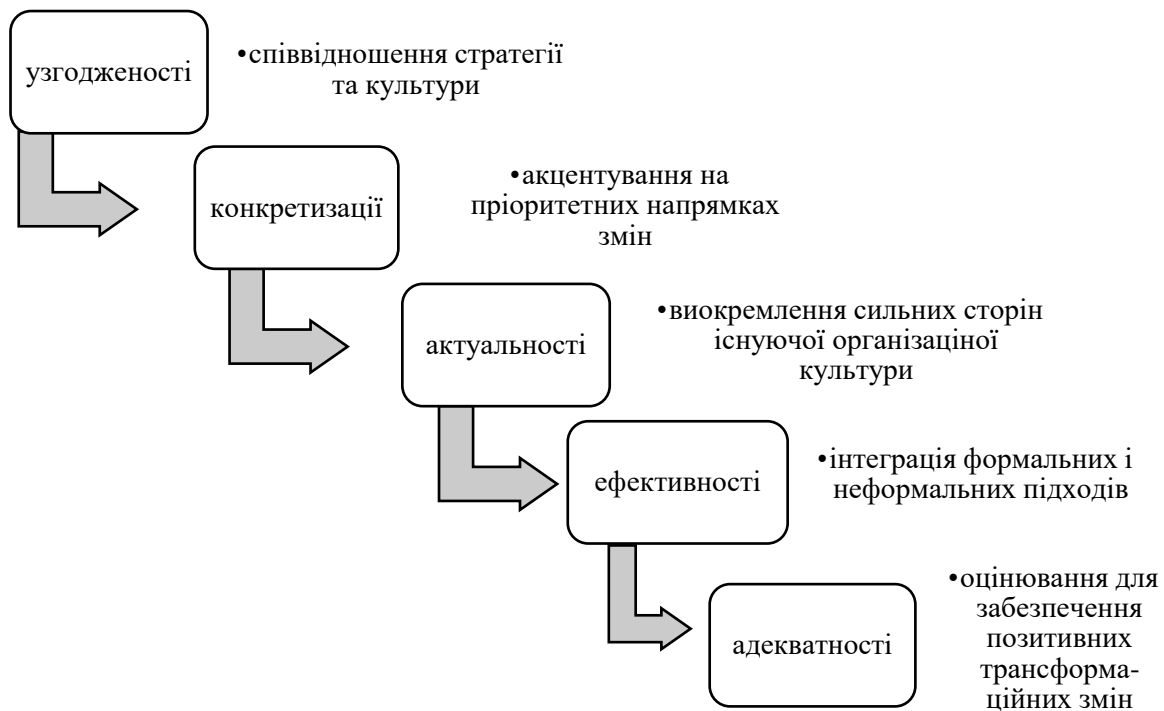 узгодженості
•співвідношення стратегії
та культури
конкретизації
•акцентування на
пріоритетних напрямках
змін
актуальності
•виокремлення сильних сторін
існуючої організаціної
культури
ефективності
•інтеграція формальних і
неформальних підходів
адекватності
•оцінювання для
забезпечення
позитивних
трансформа-
ційних змін